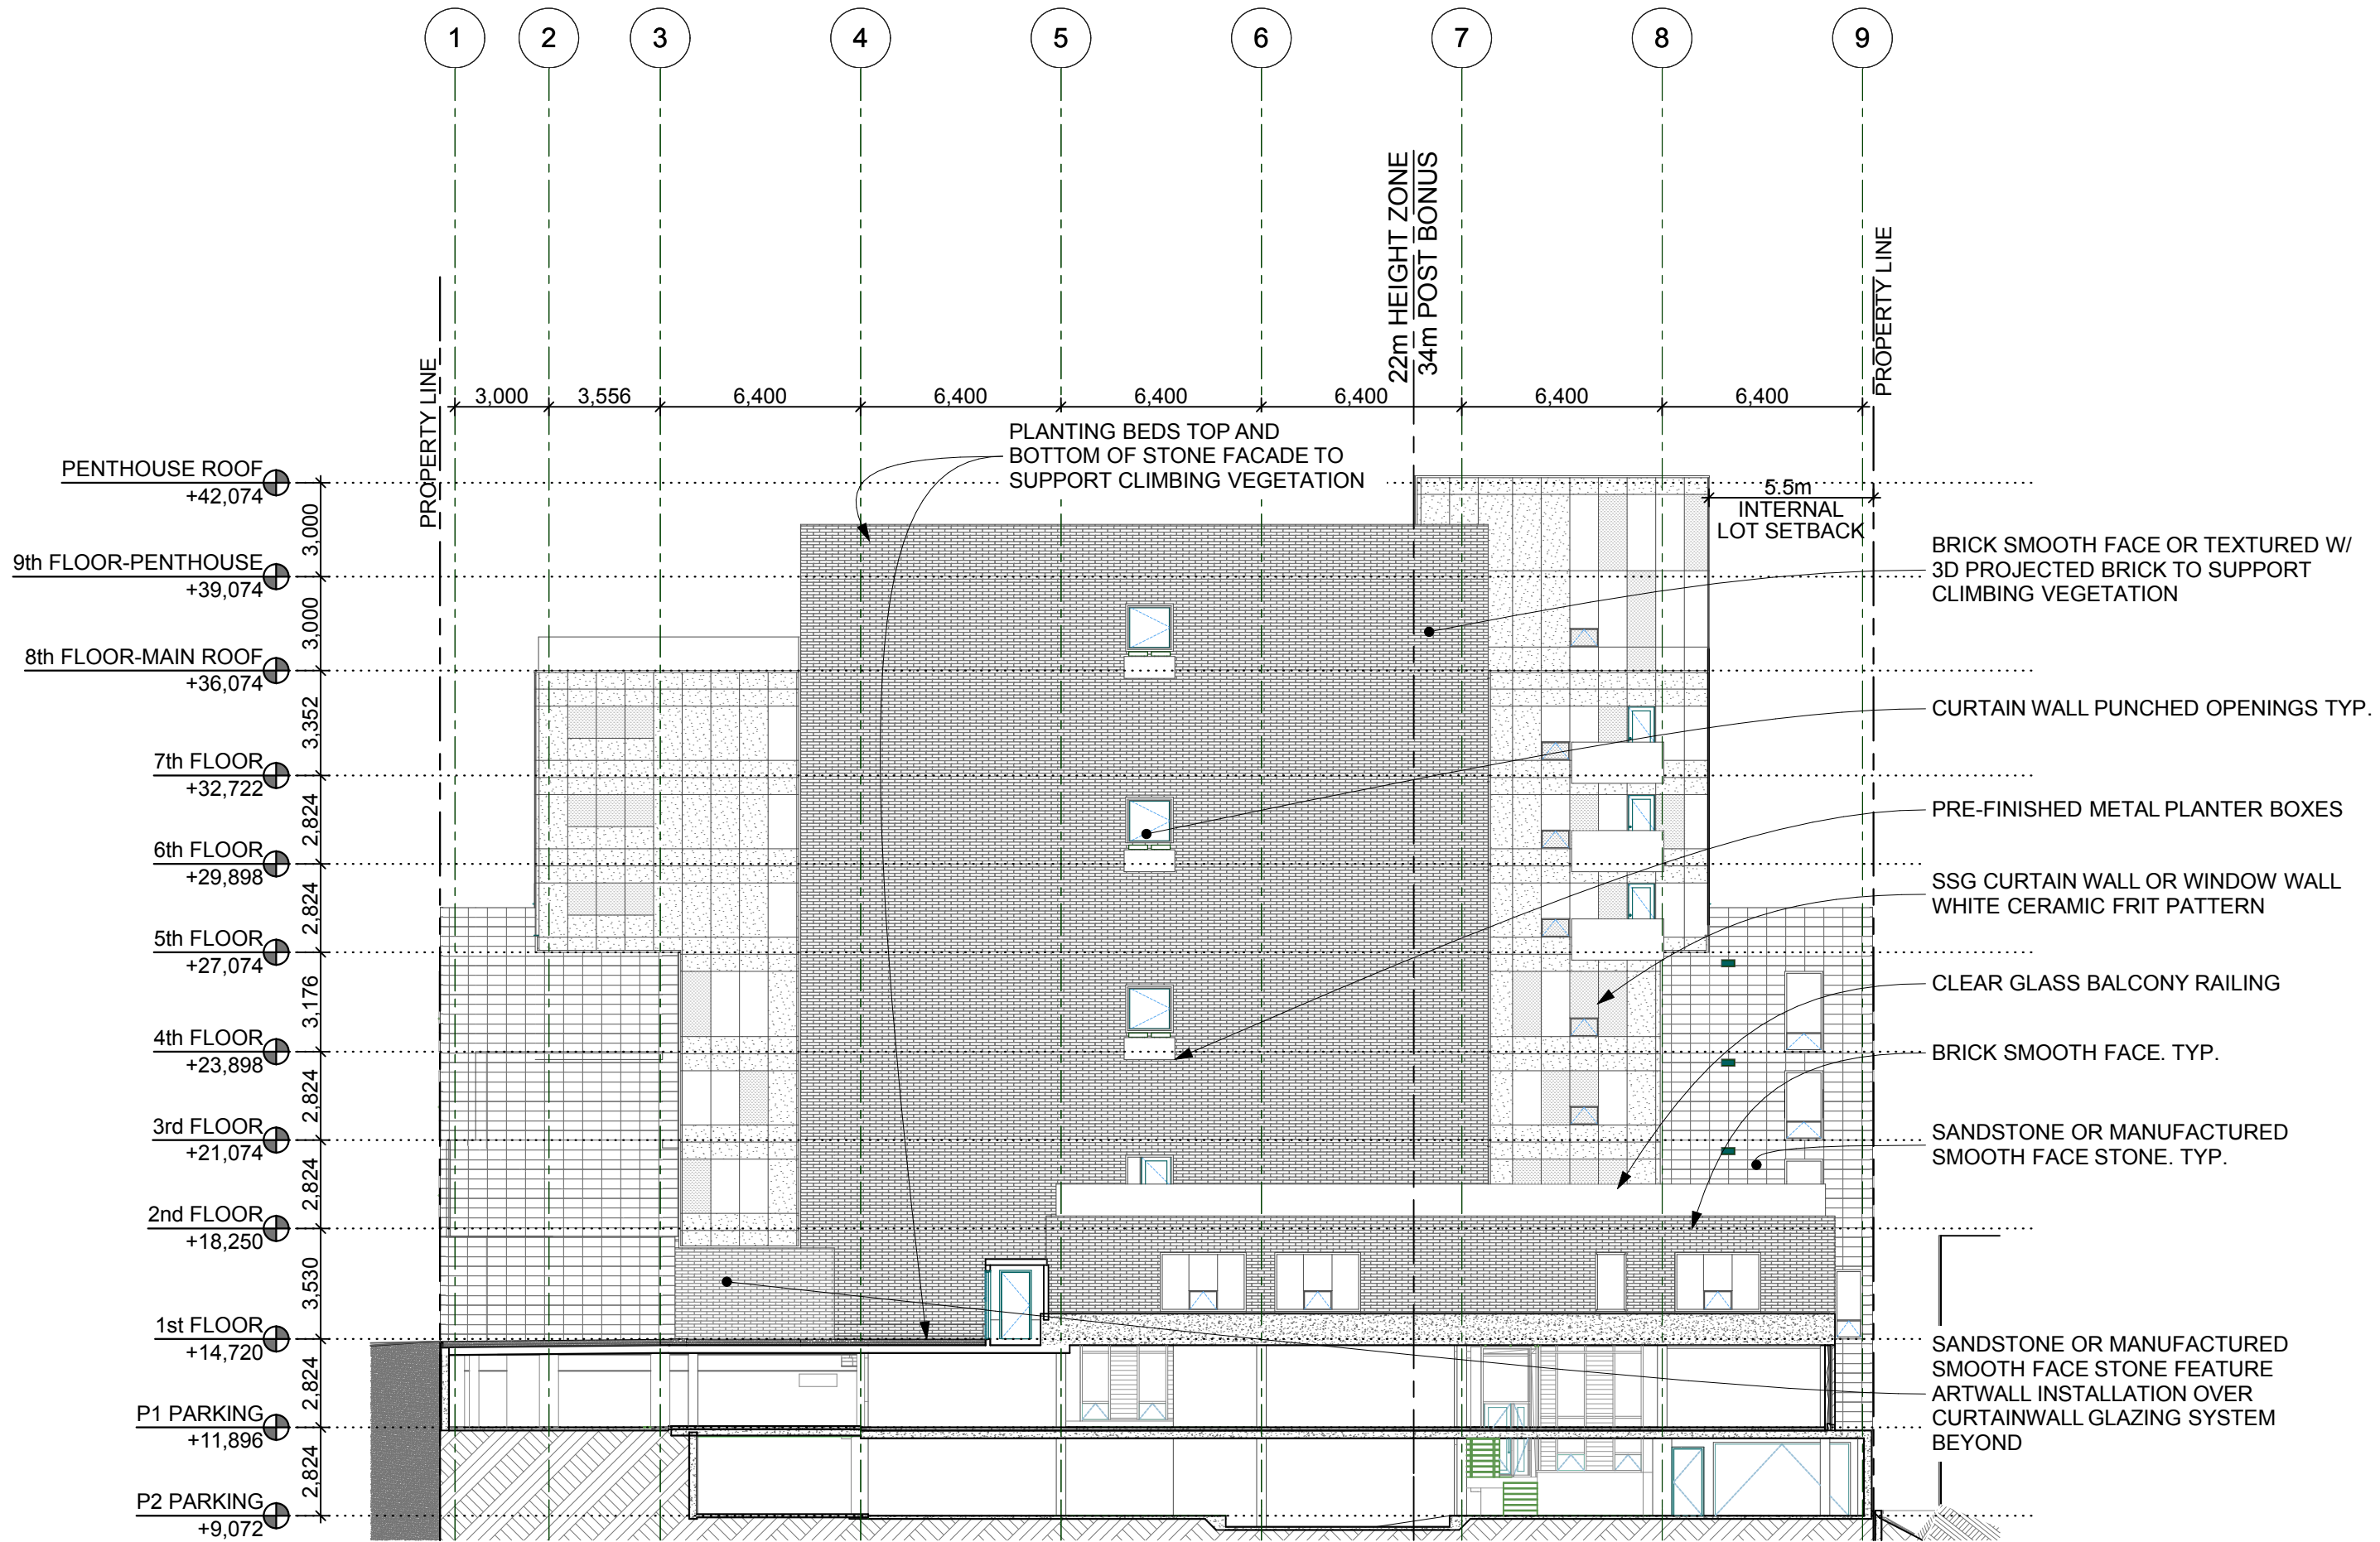 1 2 3 4 5 6 7 8 9
22m HEIGHT ZONE
34m POST BONUS
PROPERTY LINE
PROPERTY LINE
3,000 3,556 6,400 6,400 6,400 6,400 6,400 6,400
PLANTING BEDS TOP AND
BOTTOM OF STONE FACADE TO
SUPPORT CLIMBING VEGETATION
5.5m
INTERNAL
LOT SETBACK
PENTHOUSE ROOF
+42,074
3,000
9th FLOOR-PENTHOUSE
+39,074
3,000
8th FLOOR-MAIN ROOF
+36,074
3,352
7th FLOOR
+32,722
2,824
6th FLOOR
+29,898
2,824
5th FLOOR
+27,074
3,176
4th FLOOR
+23,898
2,824
3rd FLOOR
+21,074
2,824
2nd FLOOR
+18,250
3,530
1st FLOOR
+14,720
2,824
P1 PARKING
+11,896
2,824
P2 PARKING
+9,072
BRICK SMOOTH FACE OR TEXTURED W/
3D PROJECTED BRICK TO SUPPORT
CLIMBING VEGETATION
CURTAIN WALL PUNCHED OPENINGS TYP.
PRE-FINISHED METAL PLANTER BOXES
SSG CURTAIN WALL OR WINDOW WALL
WHITE CERAMIC FRIT PATTERN
CLEAR GLASS BALCONY RAILING
BRICK SMOOTH FACE. TYP.
SANDSTONE OR MANUFACTURED
SMOOTH FACE STONE. TYP.
SANDSTONE OR MANUFACTURED
SMOOTH FACE STONE FEATURE
ARTWALL INSTALLATION OVER
CURTAINWALL GLAZING SYSTEM
BEYOND